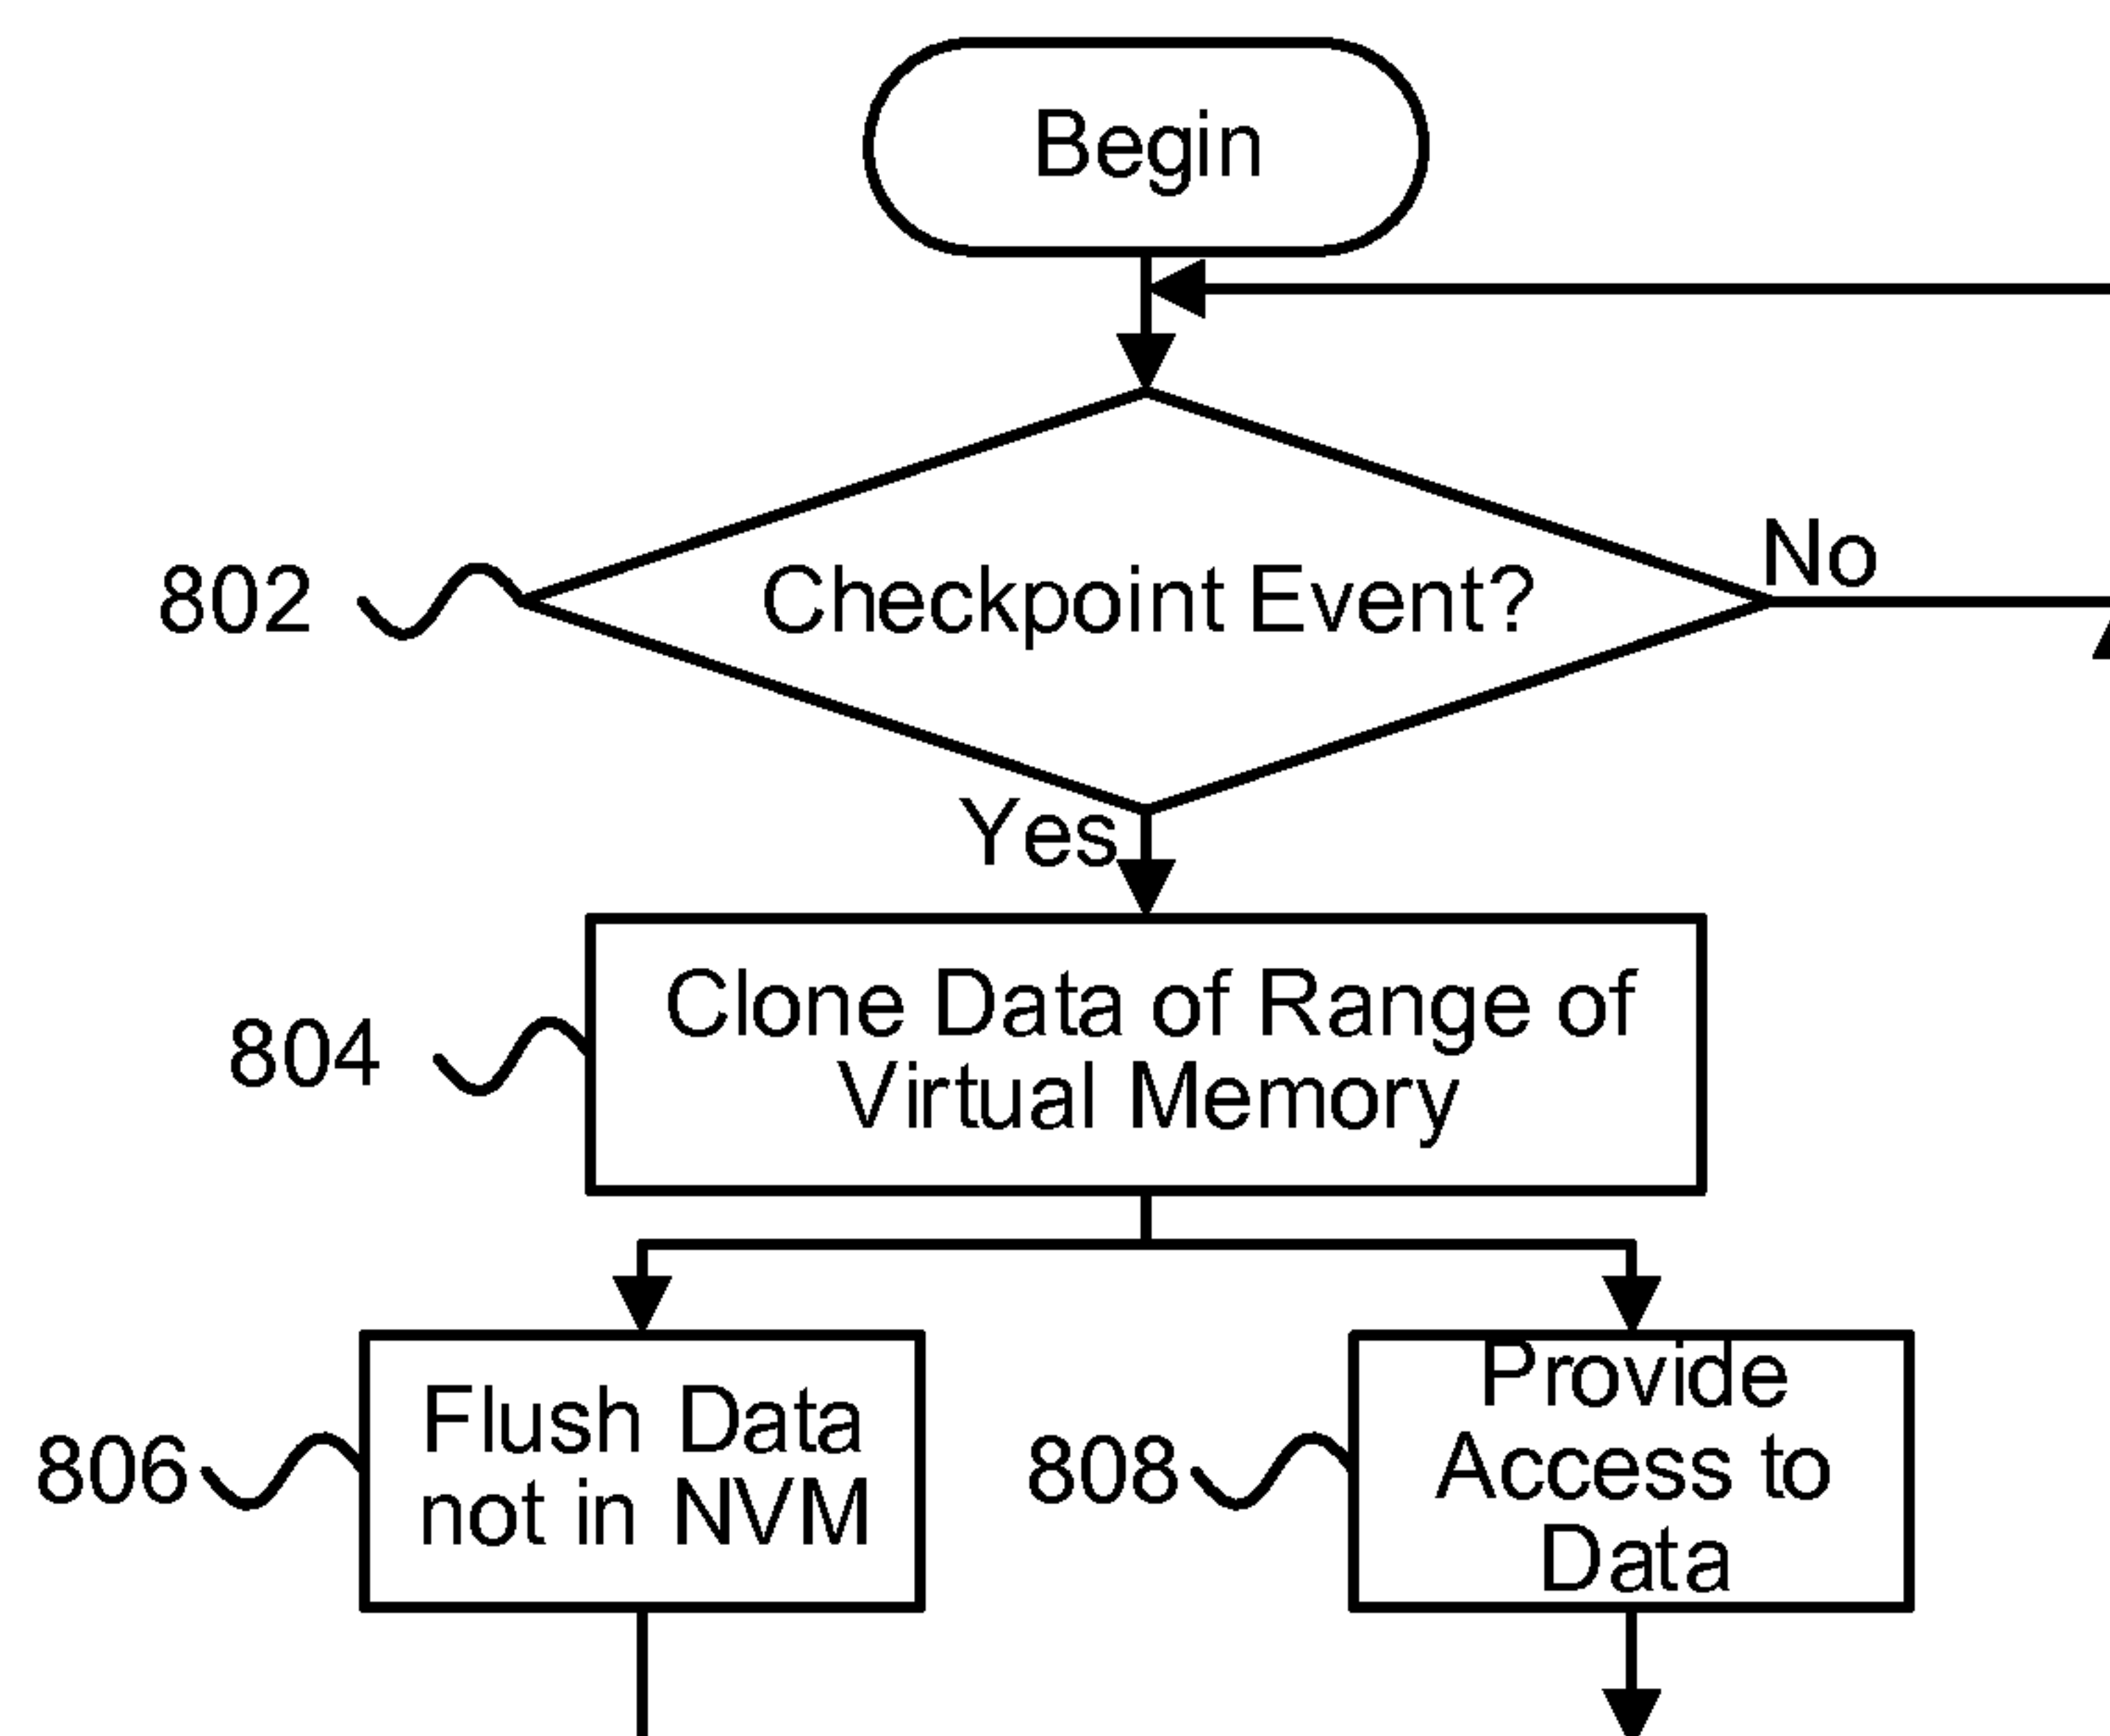 Begin
802
Checkpoint Event?
No
Yes
804
Clone Data of Range of
Virtual Memory
806
Flush Data
not in NVM
808
Provide
Access to
Data